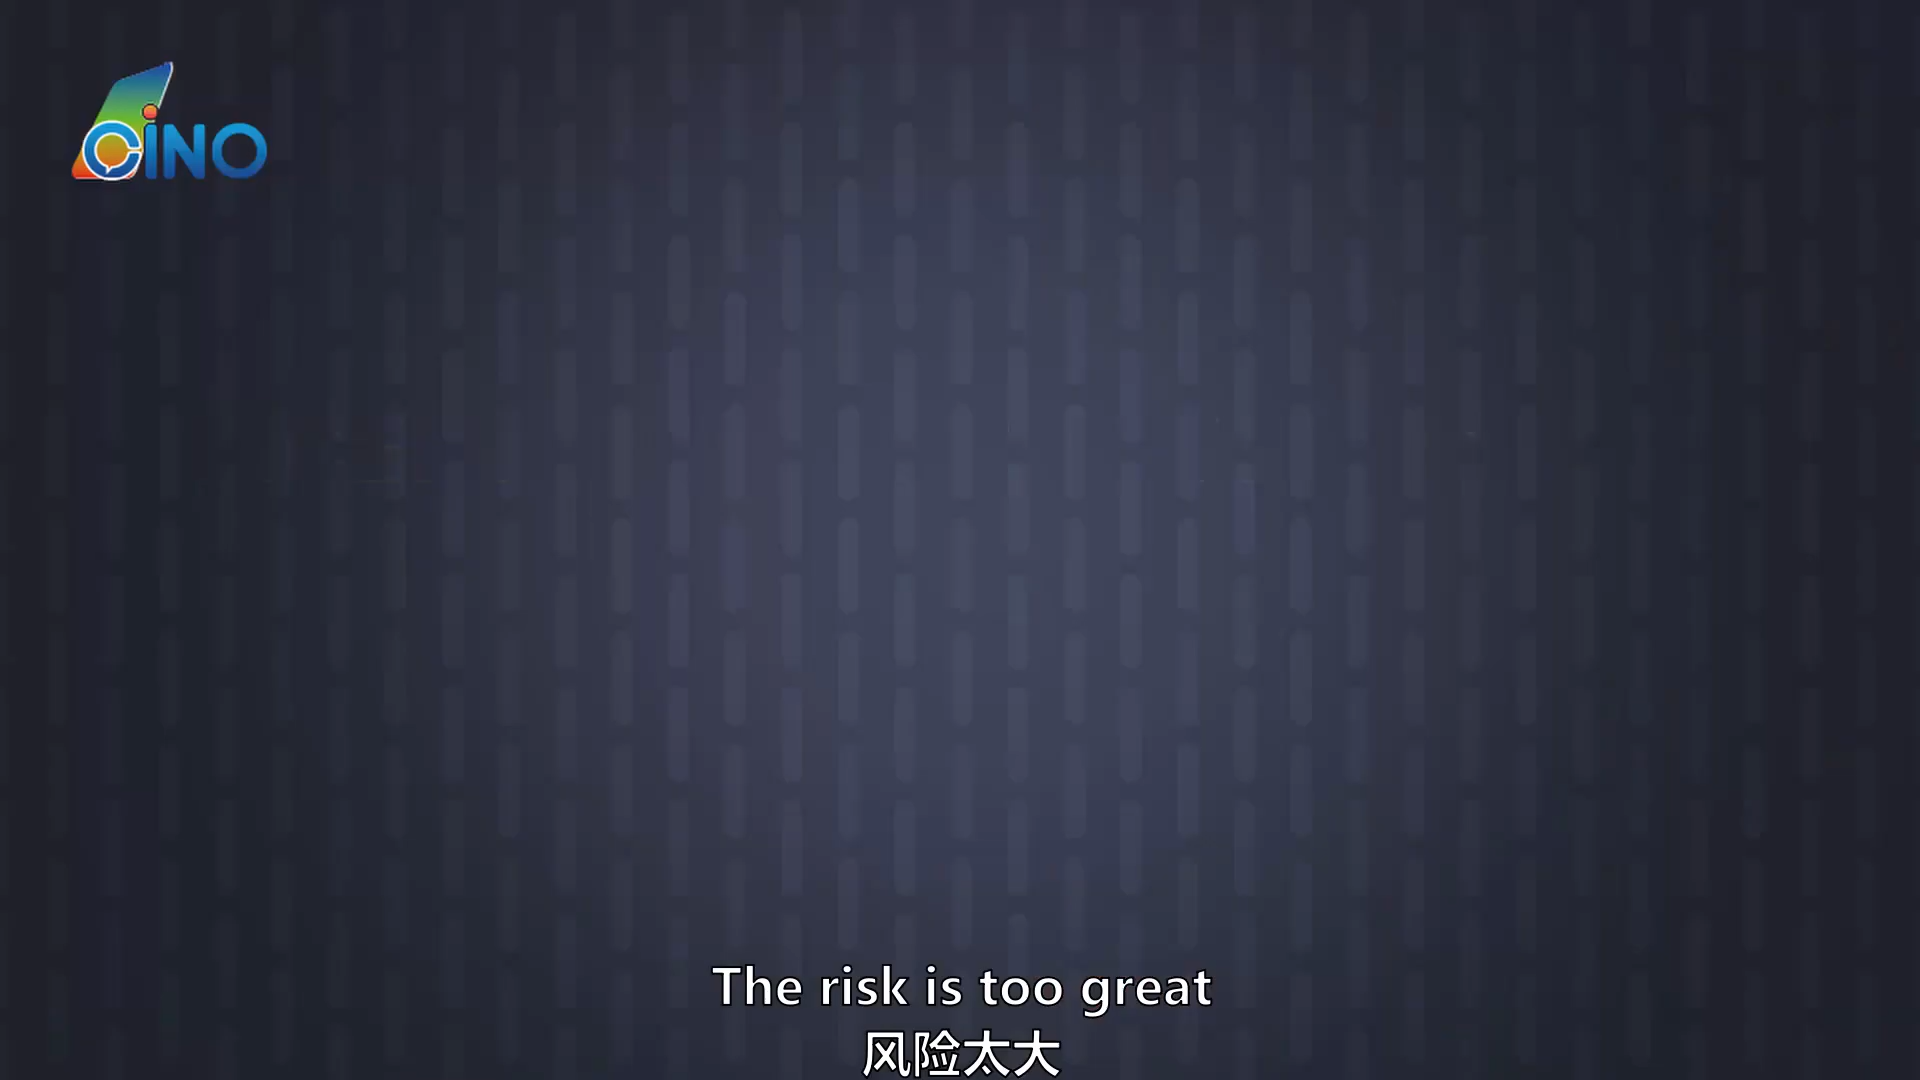 CiNO
The risk is too great
风险太大